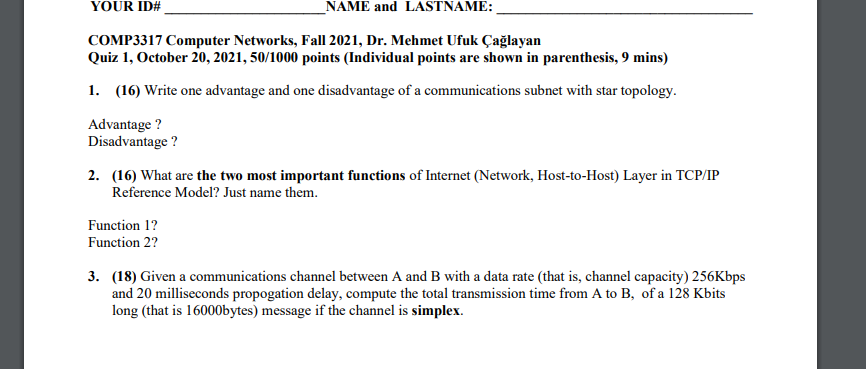 YOUR ID# ______________________NAME and LASTNAME: ___________________________________
COMP3317 Computer Networks, Fall 2021, Dr. Mehmet Ufuk Çağlayan
Quiz 1, October 20, 2021, 50/1000 points (Individual points are shown in parenthesis, 9 mins)
1. (16) Write one advantage and one disadvantage of a communications subnet with star topology.
Advantage ?
Disadvantage ?
2. (16) What are the two most important functions of Internet (Network, Host-to-Host) Layer in TCP/IP
Reference Model? Just name them.
Function 1?
Function 2?
3. (18) Given a communications channel between A and B with a data rate (that is, channel capacity) 256Kbps
and 20 milliseconds propogation delay, compute the total transmission time from A to B, of a 128 Kbits
long (that is 16000bytes) message if the channel is simplex.